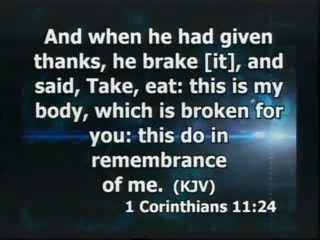 And when he had given
thanks, he brake [it], and
said, Take, eat: this is my
body, which is broken for
you: this do in
remembrance
of me. (KJV)
1 Corinthians 11:24